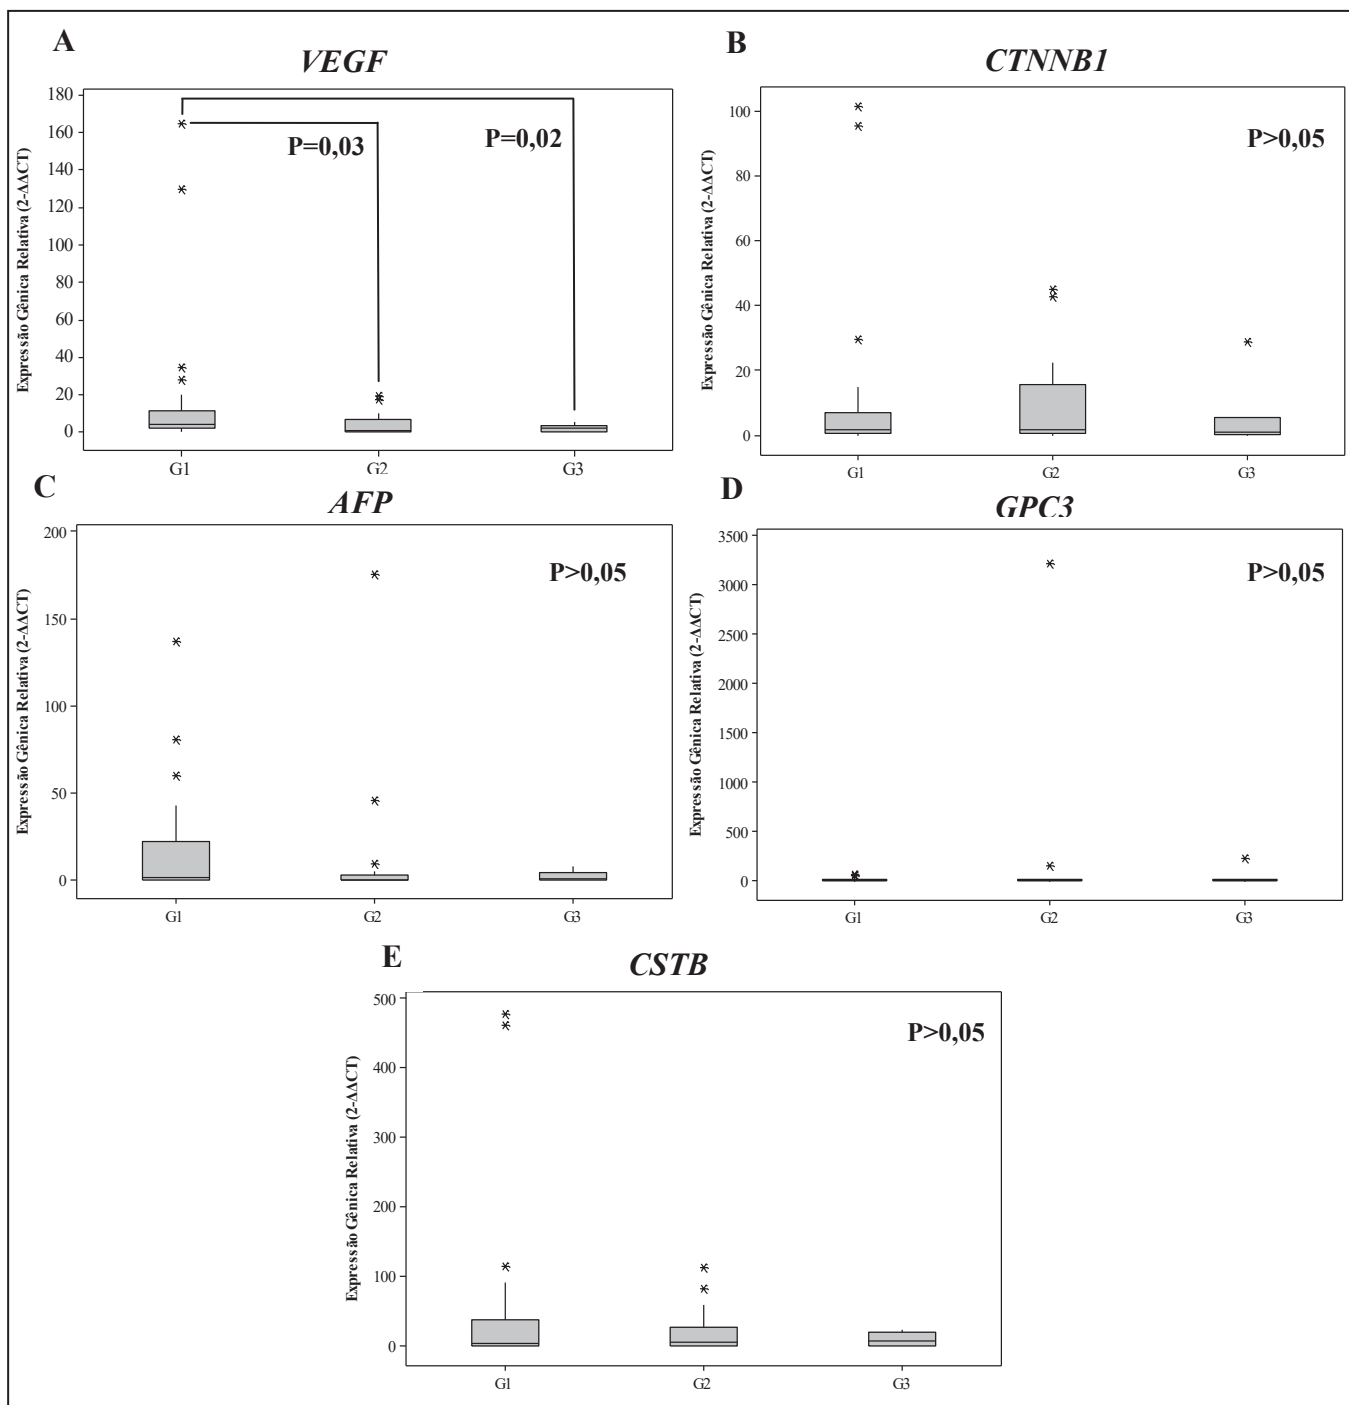 A
VEGF
Expressão Gênica Relativa (2-ΔΔCT)
180
160
140
120
100
80
60
40
20
0
P=0,03
P=0,02
G1
G2
G3
B
CTNNB1
Expressão Gênica Relativa (2-ΔΔCT)
100
80
60
40
20
0
P>0,05
G1
G2
G3
C
AFP
Expressão Gênica Relativa (2-ΔΔCT)
200
150
100
50
0
P>0,05
G1
G2
G3
D
GPC3
Expressão Gênica Relativa (2-ΔΔCT)
3500
3000
2500
2000
1500
1000
500
0
P>0,05
G1
G2
G3
E
CSTB
Expressão Gênica Relativa (2-ΔΔCT)
500
400
300
200
100
0
P>0,05
G1
G2
G3